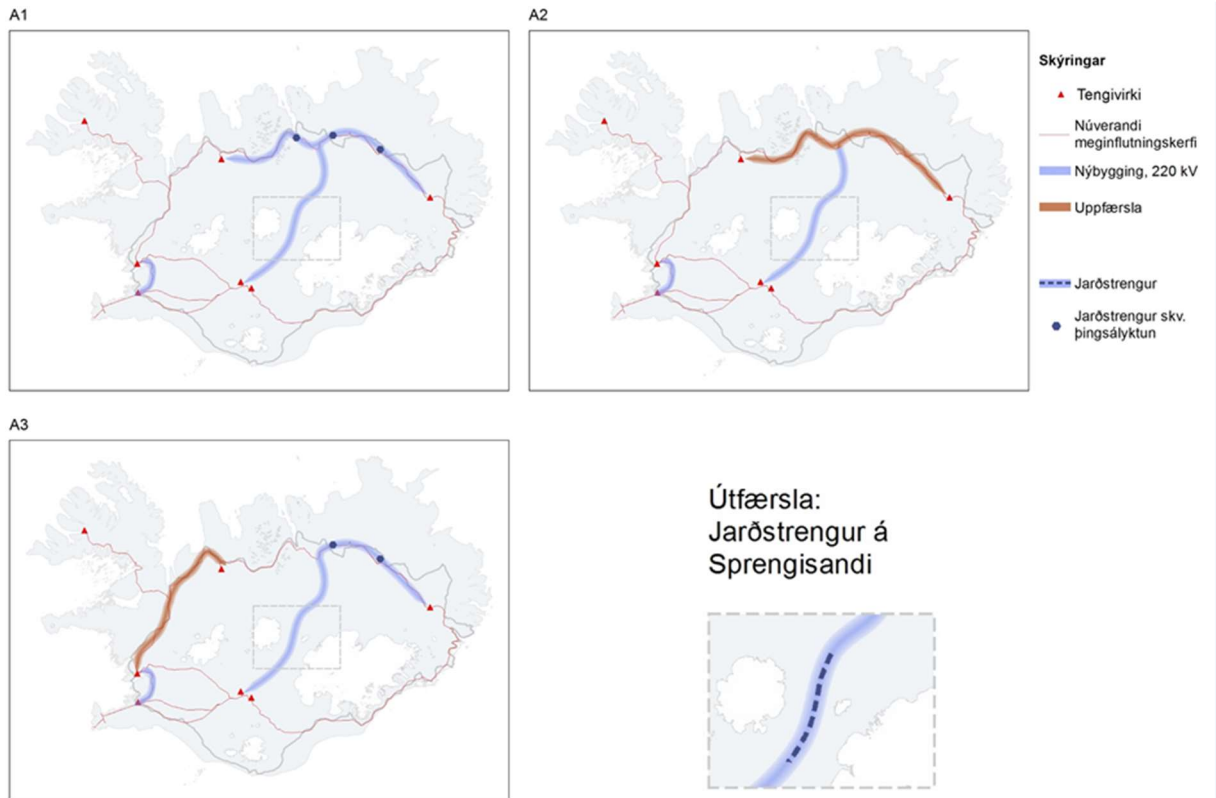 A1
A2
Skýringar
Tengivirki
Núverandi
meginflutningskerfi
Nýbygging, 220 kV
Uppfærsla
Jarðstrengur
Jarðstrengur skv.
þingsályktun
A3
Útfærsla:
Jarðstrengur á
Sprengisandi